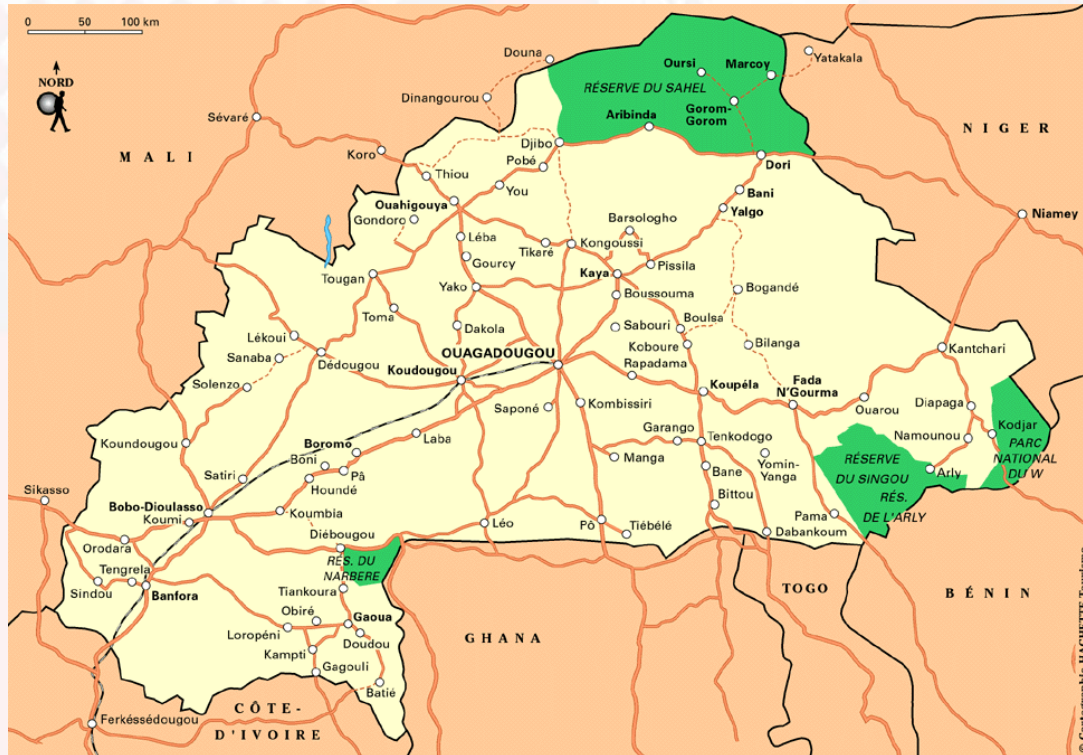 0 50 100 km
NORD
Douna
Dinangourou
Sévaré
MALI
Koro
Thiou
Oursi
Marcoy
Yatakala
RÉSERVE DU SAHEL
Gorom-
Gorom
Aribinda
Djibo
Pobé
Dori
NIGER
You
Bani
Ouahigouya
Gondoro
Barsologho
Yalgo
Niamey
Léba
Tikaré
Kongoussi
Gourcy
Pissila
Tougan
Yako
Kaya
Boussouma
Bogandé
Toma
Dakola
Sabouri
Boulsa
Lékoui
Sanaba
Koboure
Bilanga
Kantchari
OUAGADOUGOU
Dédougou
Koudougou
Rapadama
Solenzo
Koupéla
Fada
N'Gourma
Saponé
Kombissiri
Ouarou
Diapaga
Koundougou
Laba
Garango
Tenkodogo
Namounou
Kodjar
PARC
NATIONAL
DU W
Boromo
Boni
Pâ
Manga
Bane
Yomin-
Yanga
RÉSERVE
DU SINGOU
Arly
RÉS.
DE L'ARLY
Satiri
Houndé
Sikasso
Bittou
Bobo-Dioulasso
Koumi
Koumbia
Léo
Pô
Tiébélé
Pama
Dabankoum
Orodara
Diébougou
Tengrela
RÉS. DU
NARBERE
Sindou
Banfora
Tiankoura
TOGO
BÉNIN
Obiré
Gaoua
Loropéni
Doudou
GHANA
Kampti
Gagouli
Batié
CÔTE-
D'IVOIRE
Ferkéssédougou